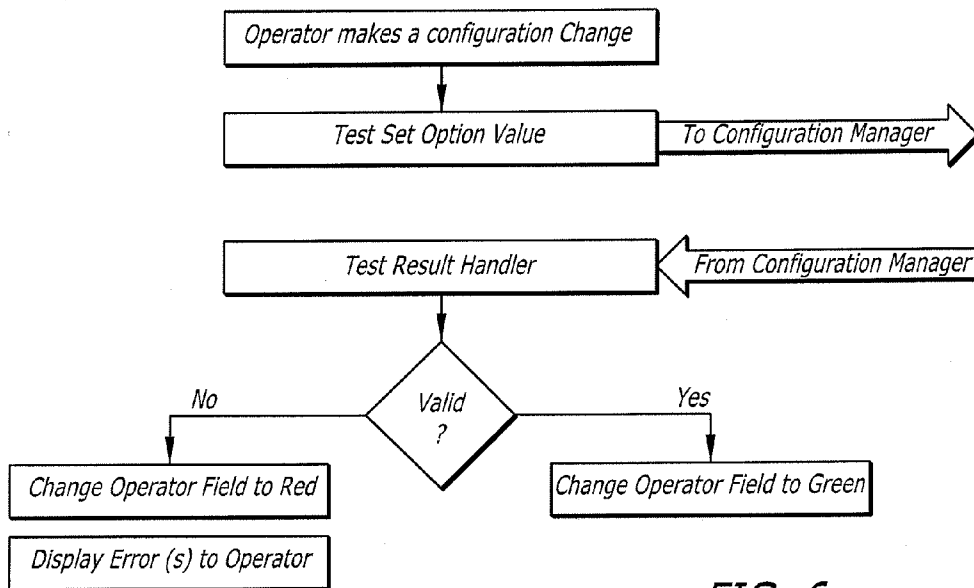 Operator makes a configuration Change
Test Set Option Value
To Configuration Manager
Test Result Handler
From Configuration Manager
Valid
?
No
Yes
Change Operator Field to Red
Change Operator Field to Green
Display Error (s) to Operator